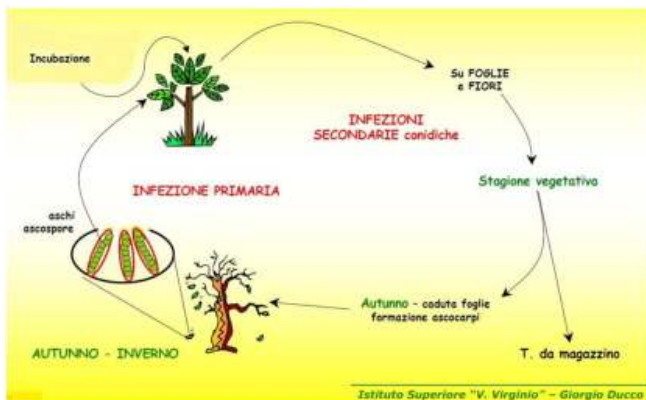 Incubazione
Su FOGLIE
e FIORI
INFEZIONI
SECONDARIE conidiche
Stagione vegetativa
INFEZIONE PRIMARIA
aschi
ascospore
Autunno - caduta foglie
formazione ascocarpi
AUTUNNO - INVERNO
T. da magazzino
Istituto Superiore "V. Virginio" – Giorgio Ducco